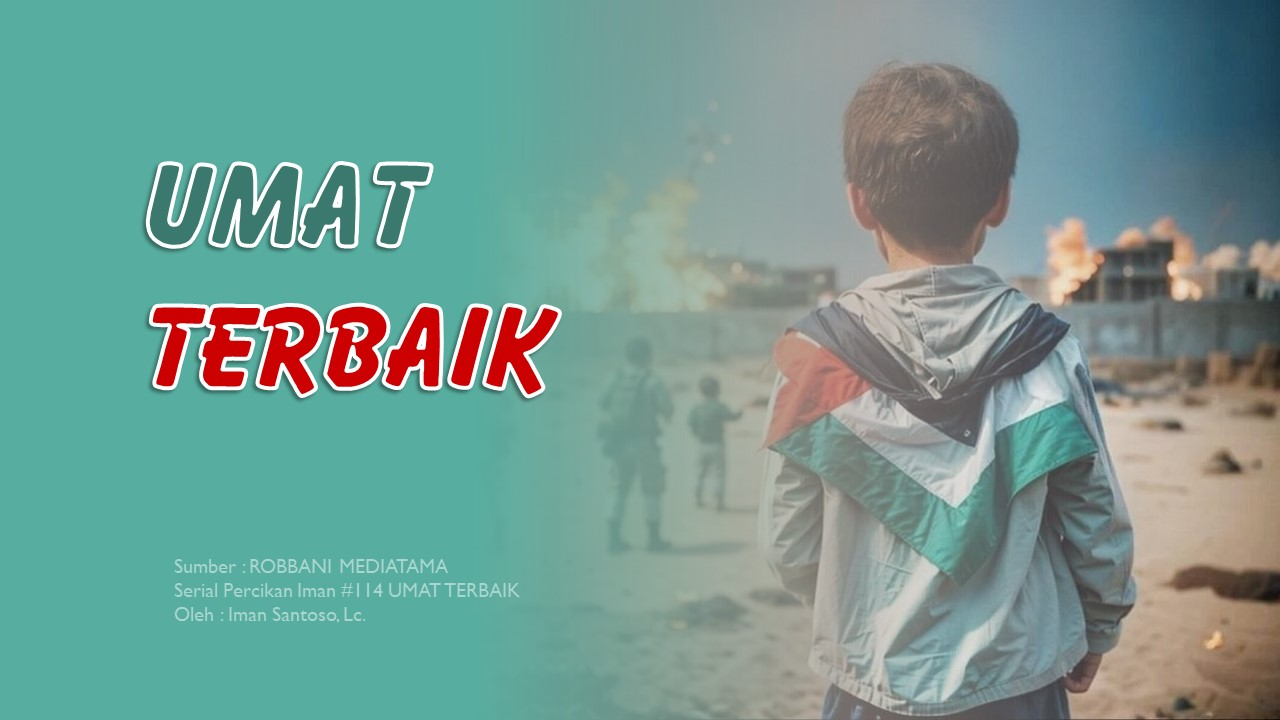 UMAT
TERBAIK
Sumber : ROBBANI MEDIATAMA
Serial Percikan Iman #114 UMAT TERBAIK
Oleh : Iman Santoso, Lc.